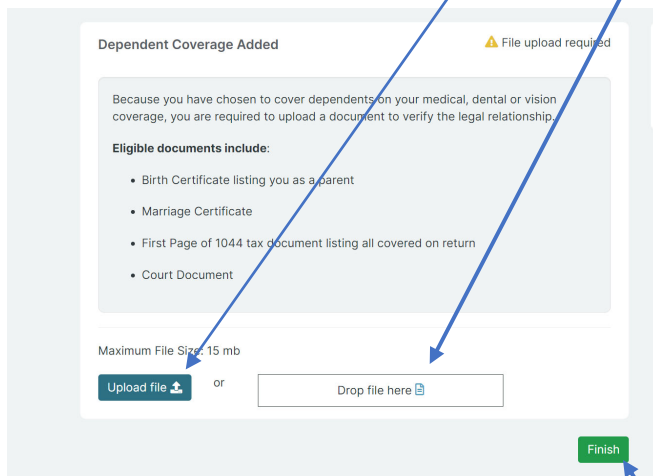 Dependent Coverage Added
File upload required
Because you have chosen to cover dependents on your medical, dental or vision
coverage, you are required to upload a document to verify the legal relationship.
Eligible documents include:
• Birth Certificate listing you as a parent
• Marriage Certificate
• First Page of 1044 tax document listing all covered on return
• Court Document
Maximum File Size: 15 mb
Upload file
or
Drop file here
Finish